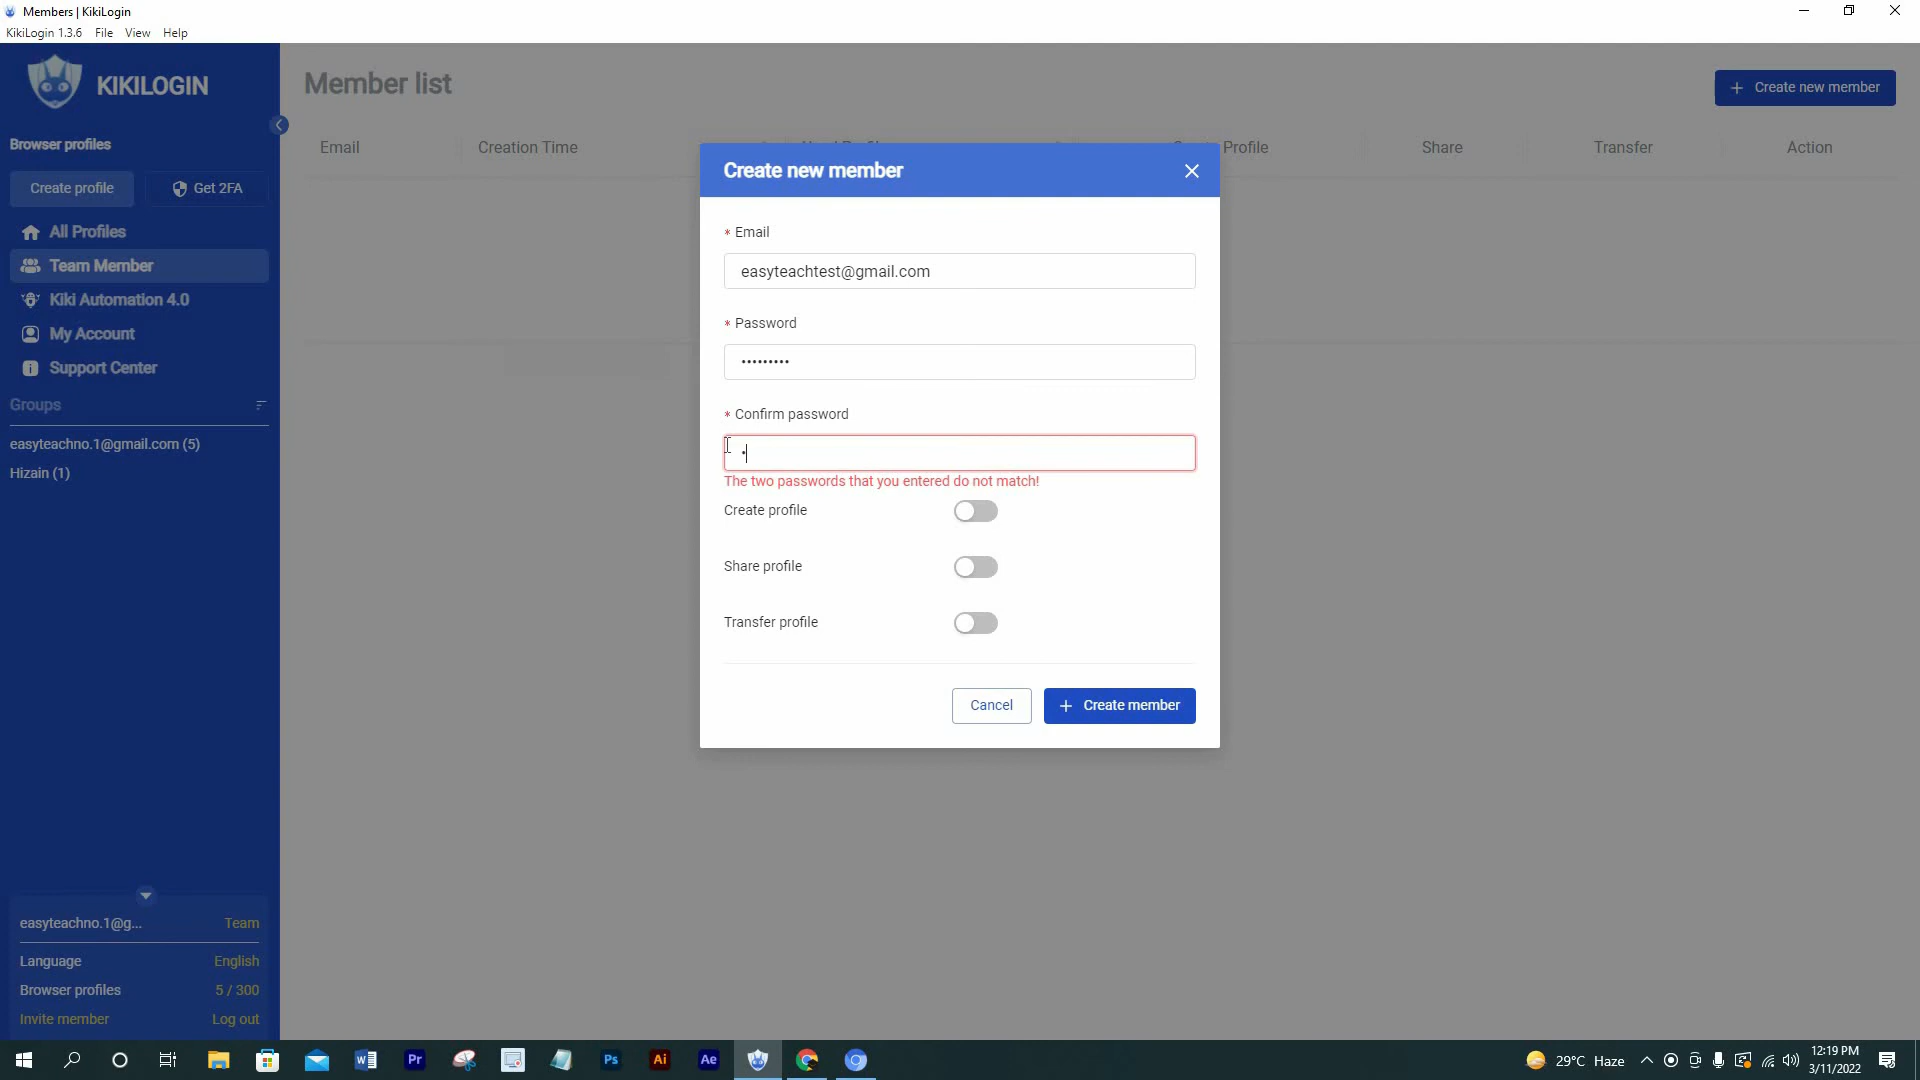 Members | KikiLogin
KikiLogin 1.3.6 File View Help
KIKILOGIN
Browser profiles
Create profile
Get 2FA
All Profiles
Team Member
Kiki Automation 4.0
My Account
Support Center
Groups
easyteachno.1@gmail.com (5)
Hizain (1)
easyteachno.1@g... Team
Language English
Browser profiles 5 / 300
Invite member Log out
Member list
+ Create new member
Email Creation Time Profile Share Transfer Action
Create new member
* Email
easyteachtest@gmail.com
* Password
•••••••••
* Confirm password
•
The two passwords that you entered do not match!
Create profile
Share profile
Transfer profile
Cancel
+ Create member
W Pr Ps Ai Ae
29°C Haze
12:19 PM
3/11/2022